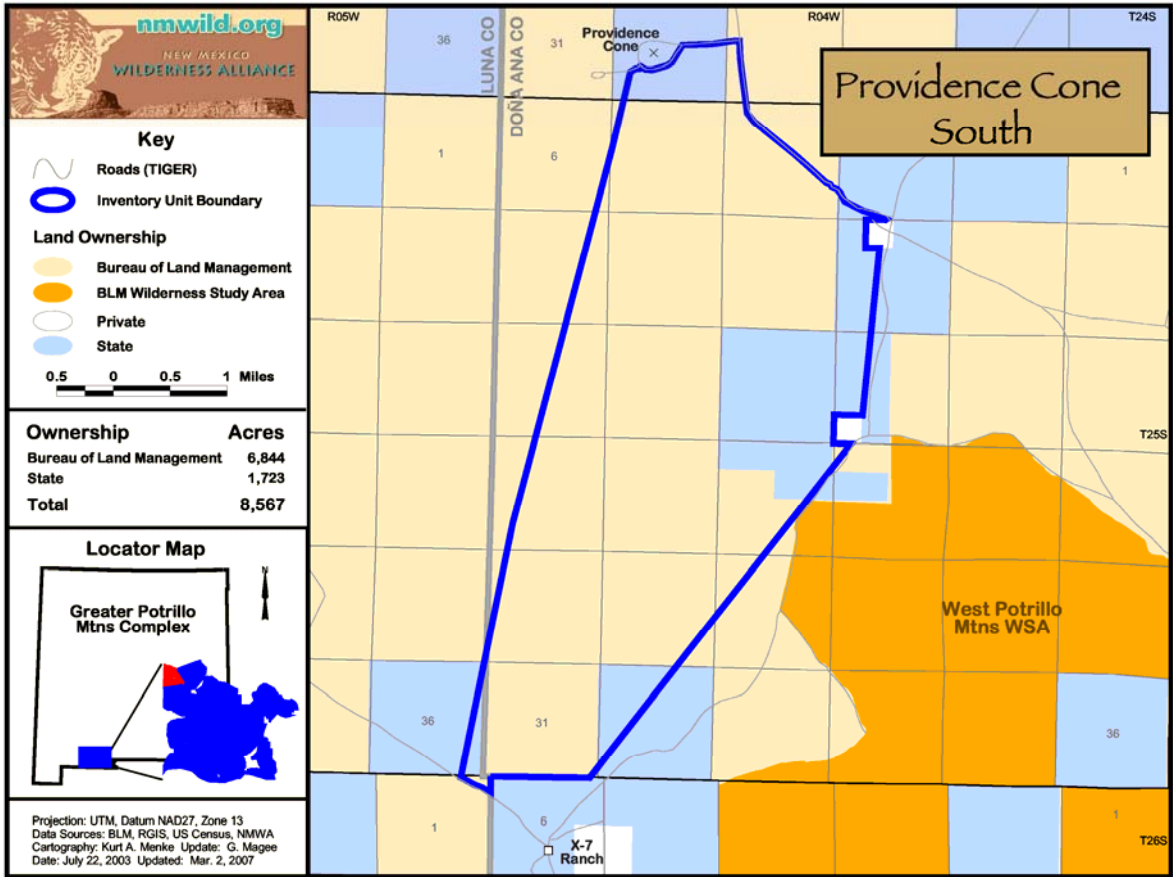 nmwild.org
NEW MEXICO
WILDERNESS ALLIANCE
Key
Roads (TIGER)
Inventory Unit Boundary
Land Ownership
Bureau of Land Management
BLM Wilderness Study Area
Private
State
0.5 0 0.5 1 Miles
Ownership Acres
Bureau of Land Management 6,844
State 1,723
Total 8,567
Locator Map
N
Greater Potrillo
Mtns Complex
Projection: UTM, Datum NAD27, Zone 13
Data Sources: BLM, RGIS, US Census, NMWA
Cartography: Kurt A. Menke Update: G. Magee
Date: July 22, 2003 Updated: Mar. 2, 2007
R05W
R04W
T24S
36
31
LUNA CO
DOÑA ANA CO
Providence
Cone
Providence Cone
South
1
6
1
T25S
West Potrillo
Mtns WSA
36
31
36
1
6
1
T26S
X-7
Ranch